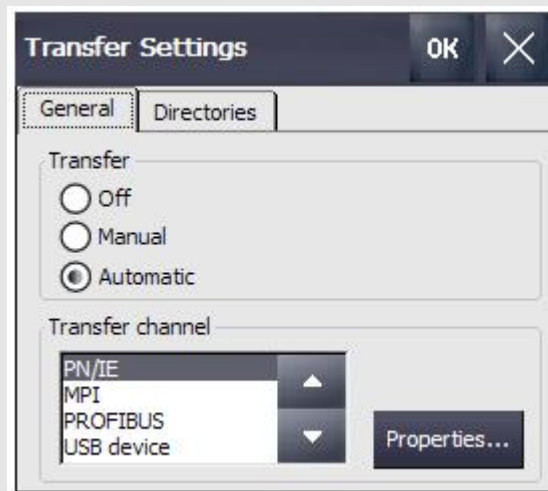 Transfer Settings OK
General Directories
Transfer
Off
Manual
Automatic
Transfer channel
PN/IE
MPI
PROFIBUS
USB device
Properties...